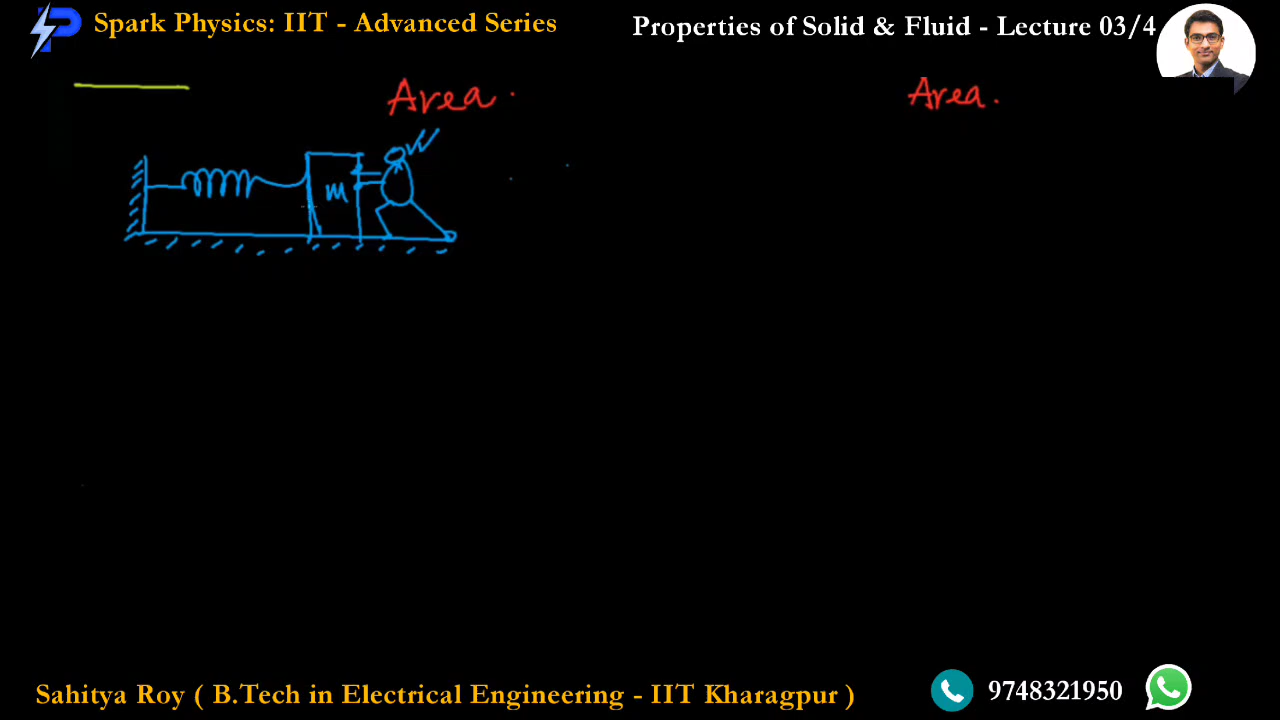 Spark Physics: IIT - Advanced Series
Properties of Solid & Fluid - Lecture 03/4
Area.
Area.
m
Sahitya Roy ( B.Tech in Electrical Engineering - IIT Kharagpur )
9748321950